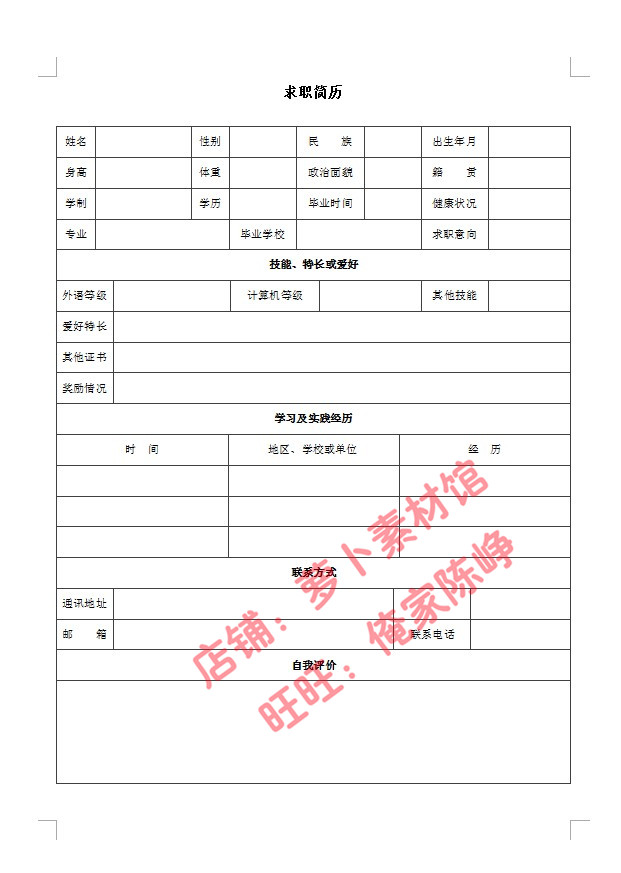 求职简历
姓名 性别 民 族 出生年月
身高 体重 政治面貌 籍 贯
学制 学历 毕业时间 健康状况
专业 毕业学校 求职意向
技能、特长或爱好
外语等级 计算机等级 其他技能
爱好特长
其他证书
奖励情况
学习及实践经历
时 间 地区、学校或单位 经 历
联系方式
通讯地址
邮 箱 联系电话
自我评价
店铺：萝卜素材馆
旺旺：俺家陈峥